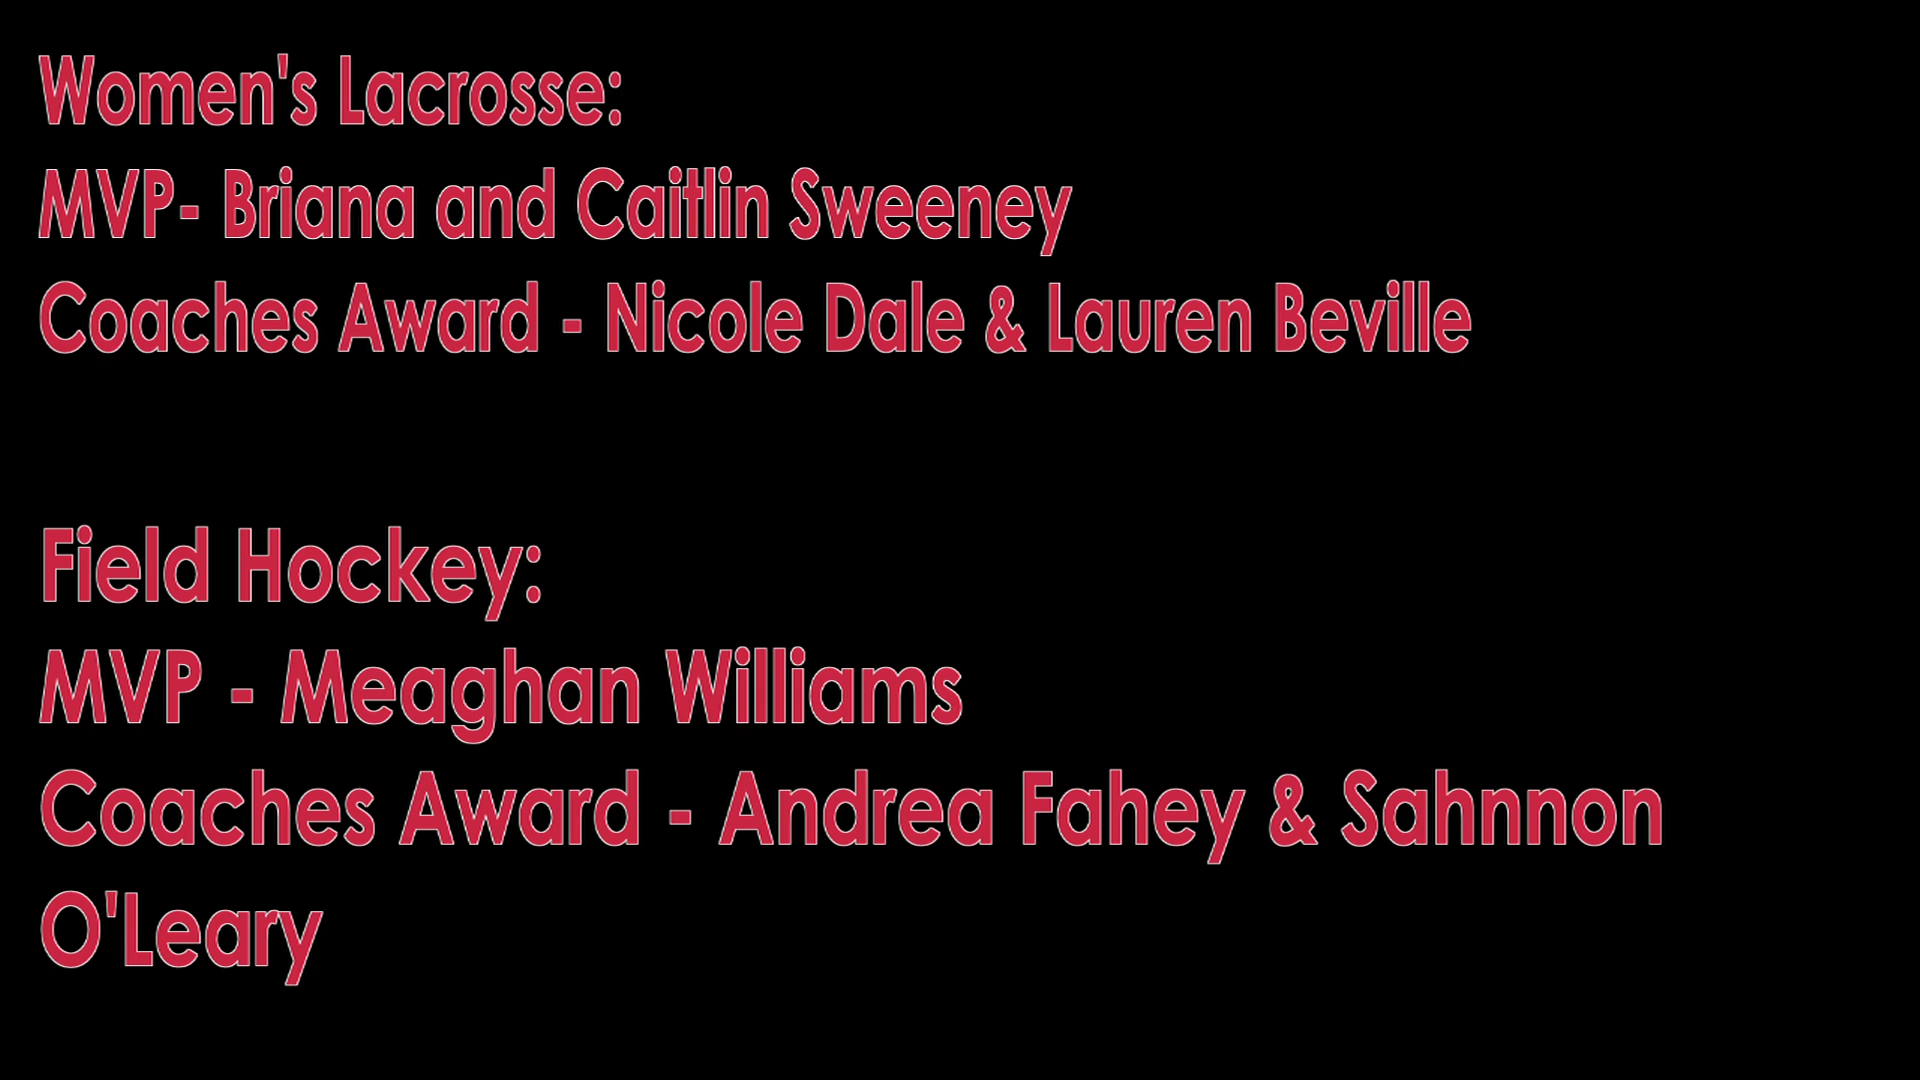 Women's Lacrosse:
MVP- Briana and Caitlin Sweeney
Coaches Award - Nicole Dale & Lauren Beville
Field Hockey:
MVP - Meaghan Williams
Coaches Award - Andrea Fahey & Sahnnon
O'Leary